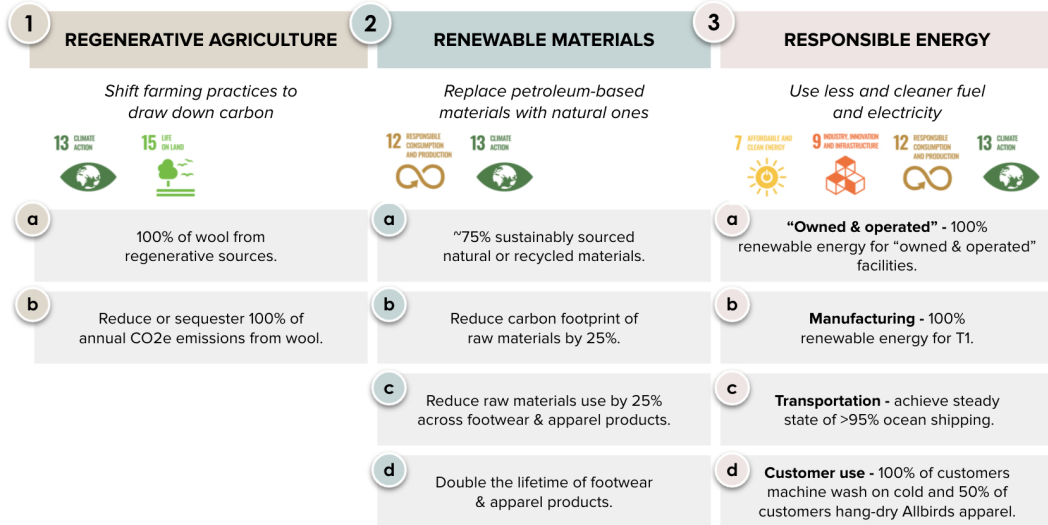 1
REGENERATIVE AGRICULTURE
Shift farming practices to
draw down carbon
13 CLIMATE
ACTION
15 LIFE
ON LAND
a
100% of wool from
regenerative sources.
b
Reduce or sequester 100% of
annual CO2e emissions from wool.
2
RENEWABLE MATERIALS
Replace petroleum-based
materials with natural ones
12 RESPONSIBLE
CONSUMPTION
AND PRODUCTION
13 CLIMATE
ACTION
a
~75% sustainably sourced
natural or recycled materials.
b
Reduce carbon footprint of
raw materials by 25%.
c
Reduce raw materials use by 25%
across footwear & apparel products.
d
Double the lifetime of footwear
& apparel products.
3
RESPONSIBLE ENERGY
Use less and cleaner fuel
and electricity
7 AFFORDABLE AND
CLEAN ENERGY
9 INDUSTRY, INNOVATION
AND INFRASTRUCTURE
12 RESPONSIBLE
CONSUMPTION
AND PRODUCTION
13 CLIMATE
ACTION
a
“Owned & operated” - 100%
renewable energy for “owned & operated”
facilities.
b
Manufacturing - 100%
renewable energy for T1.
c
Transportation - achieve steady
state of >95% ocean shipping.
d
Customer use - 100% of customers
machine wash on cold and 50% of
customers hang-dry Allbirds apparel.